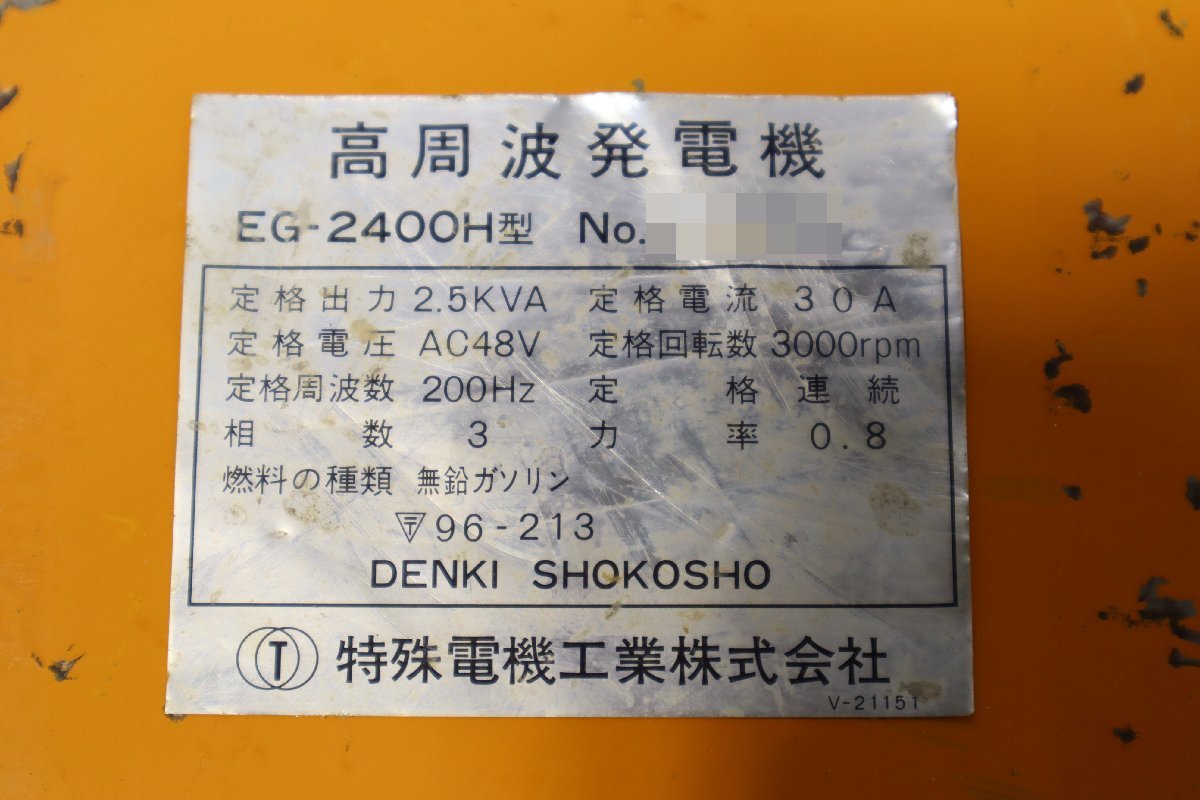 高周波発電機
EG-2400H型 No.
定格出力 2.5KVA 定格電流 30A
定格電圧 AC48V 定格回転数 3000rpm
定格周波数 200Hz 定格 連続
相数 3 力率 0.8
燃料の種類 無鉛ガソリン
〒96-213
DENKI SHOKOSHO
T 特殊電機工業株式会社
V-21151